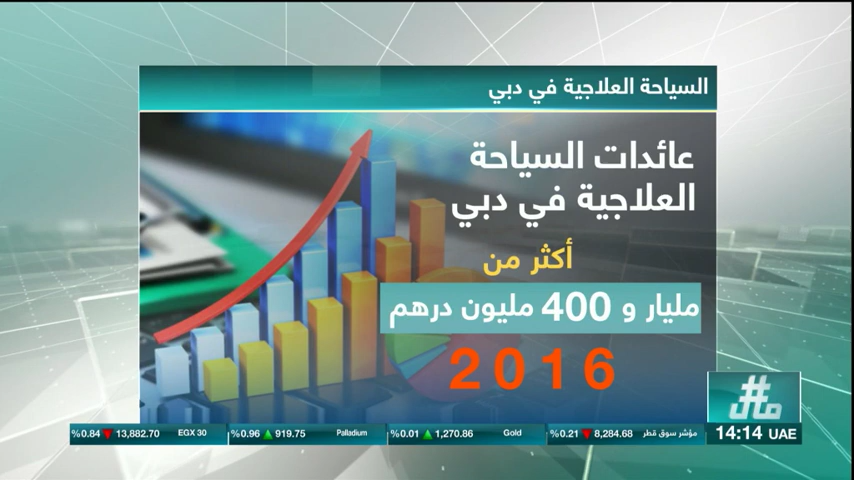 السياحة العلاجية في دبي
عائدات السياحة
العلاجية في دبي
أكثر من
مليار و 400 مليون درهم
2016
#مال
%0.84 13,882.70 EGX 30 %0.96 919.75 Palladium %0.01 1,270.86 Gold %0.21 8,284.68 مؤشر سوق قطر 14:14 UAE